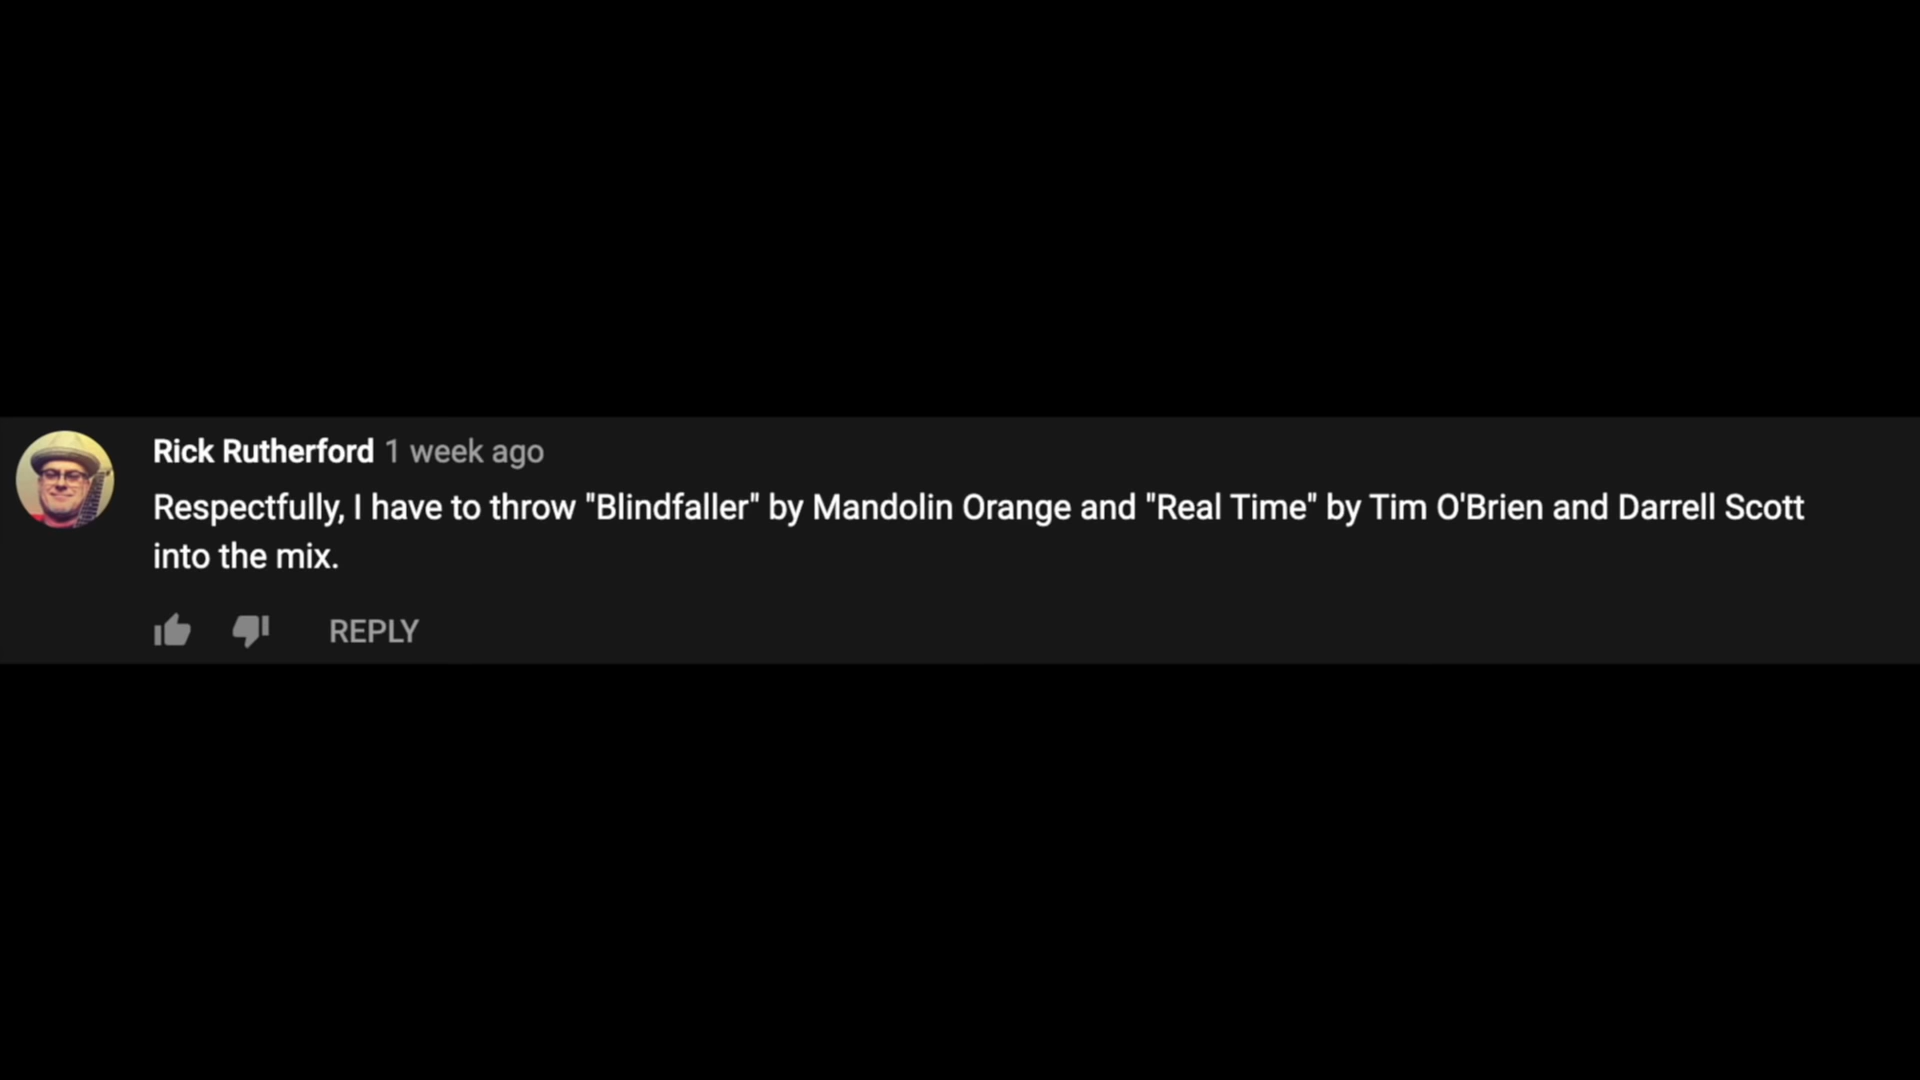 Rick Rutherford 1 week ago
Respectfully, I have to throw "Blindfaller" by Mandolin Orange and "Real Time" by Tim O'Brien and Darrell Scott
into the mix.
REPLY